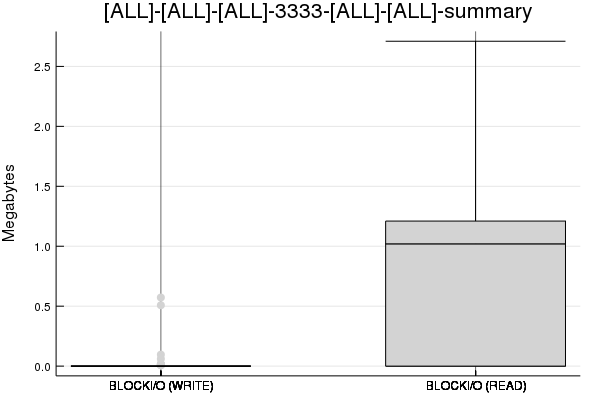 [ALL]-[ALL]-[ALL]-3333-[ALL]-[ALL]-summary
Megabytes
2.5
2.0
1.5
1.0
0.5
0.0
BLOCKI/O (WRITE)
BLOCKI/O (READ)